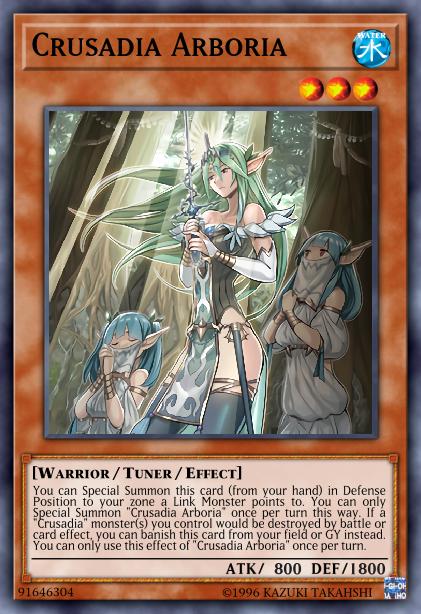 Crusadia Arboria
WATER
水
[Warrior / Tuner / Effect]
You can Special Summon this card (from your hand) in Defense
Position to your zone a Link Monster points to. You can only
Special Summon "Crusadia Arboria" once per turn this way. If a
"Crusadia" monster(s) you control would be destroyed by battle or
card effect, you can banish this card from your field or GY instead.
You can only use this effect of "Crusadia Arboria" once per turn.
ATK/ 800 DEF/1800
91646304
©1996 KAZUKI TAKAHSHI